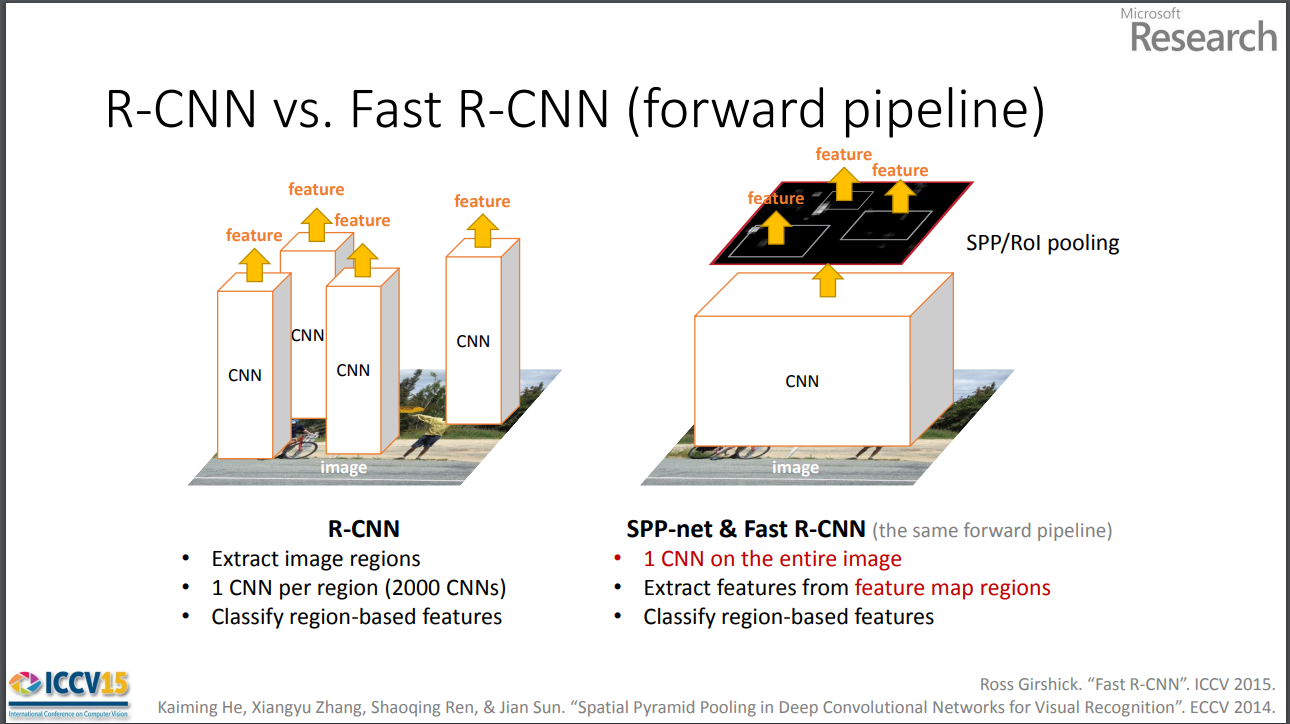 Microsoft
Research
R-CNN vs. Fast R-CNN (forward pipeline)
feature
feature
feature
feature
CNN
CNN
CNN
CNN
image
feature
feature
feature
SPP/RoI pooling
CNN
image
R-CNN
• Extract image regions
• 1 CNN per region (2000 CNNs)
• Classify region-based features
SPP-net & Fast R-CNN (the same forward pipeline)
• 1 CNN on the entire image
• Extract features from feature map regions
• Classify region-based features
ICCV15
International Conference on Computer Vision
Ross Girshick. “Fast R-CNN”. ICCV 2015.
Kaiming He, Xiangyu Zhang, Shaoqing Ren, & Jian Sun. “Spatial Pyramid Pooling in Deep Convolutional Networks for Visual Recognition”. ECCV 2014.